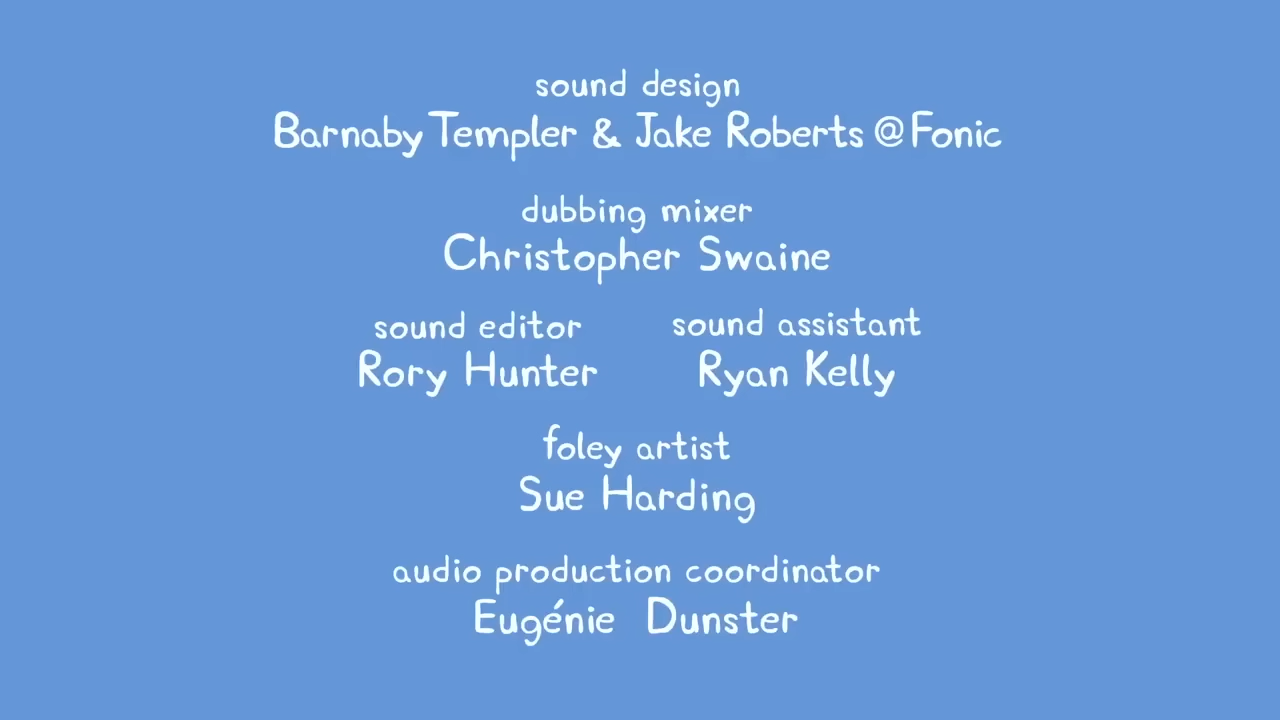 sound design
Barnaby Templer & Jake Roberts @ Fonic
dubbing mixer
Christopher Swaine
sound editor
Rory Hunter
sound assistant
Ryan Kelly
foley artist
Sue Harding
audio production coordinator
Eugénie Dunster